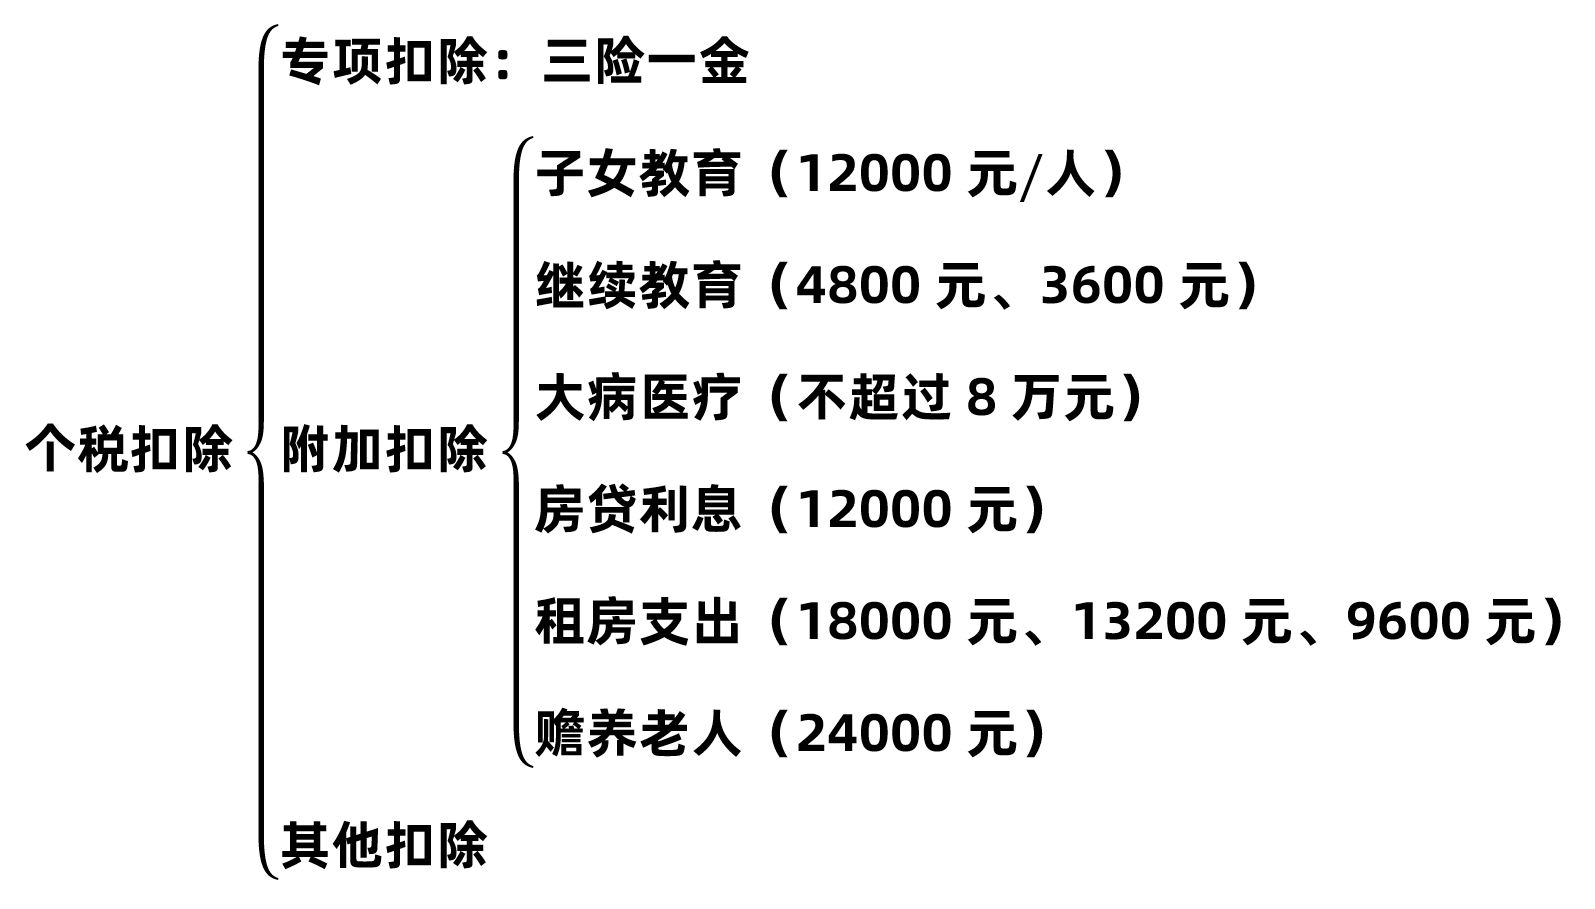 专项扣除：三险一金
子女教育（12000 元/人）
继续教育（4800 元、3600 元）
大病医疗（不超过 8 万元）
个税扣除
附加扣除
房贷利息（12000 元）
租房支出（18000 元、13200 元、9600 元）
赡养老人（24000 元）
其他扣除